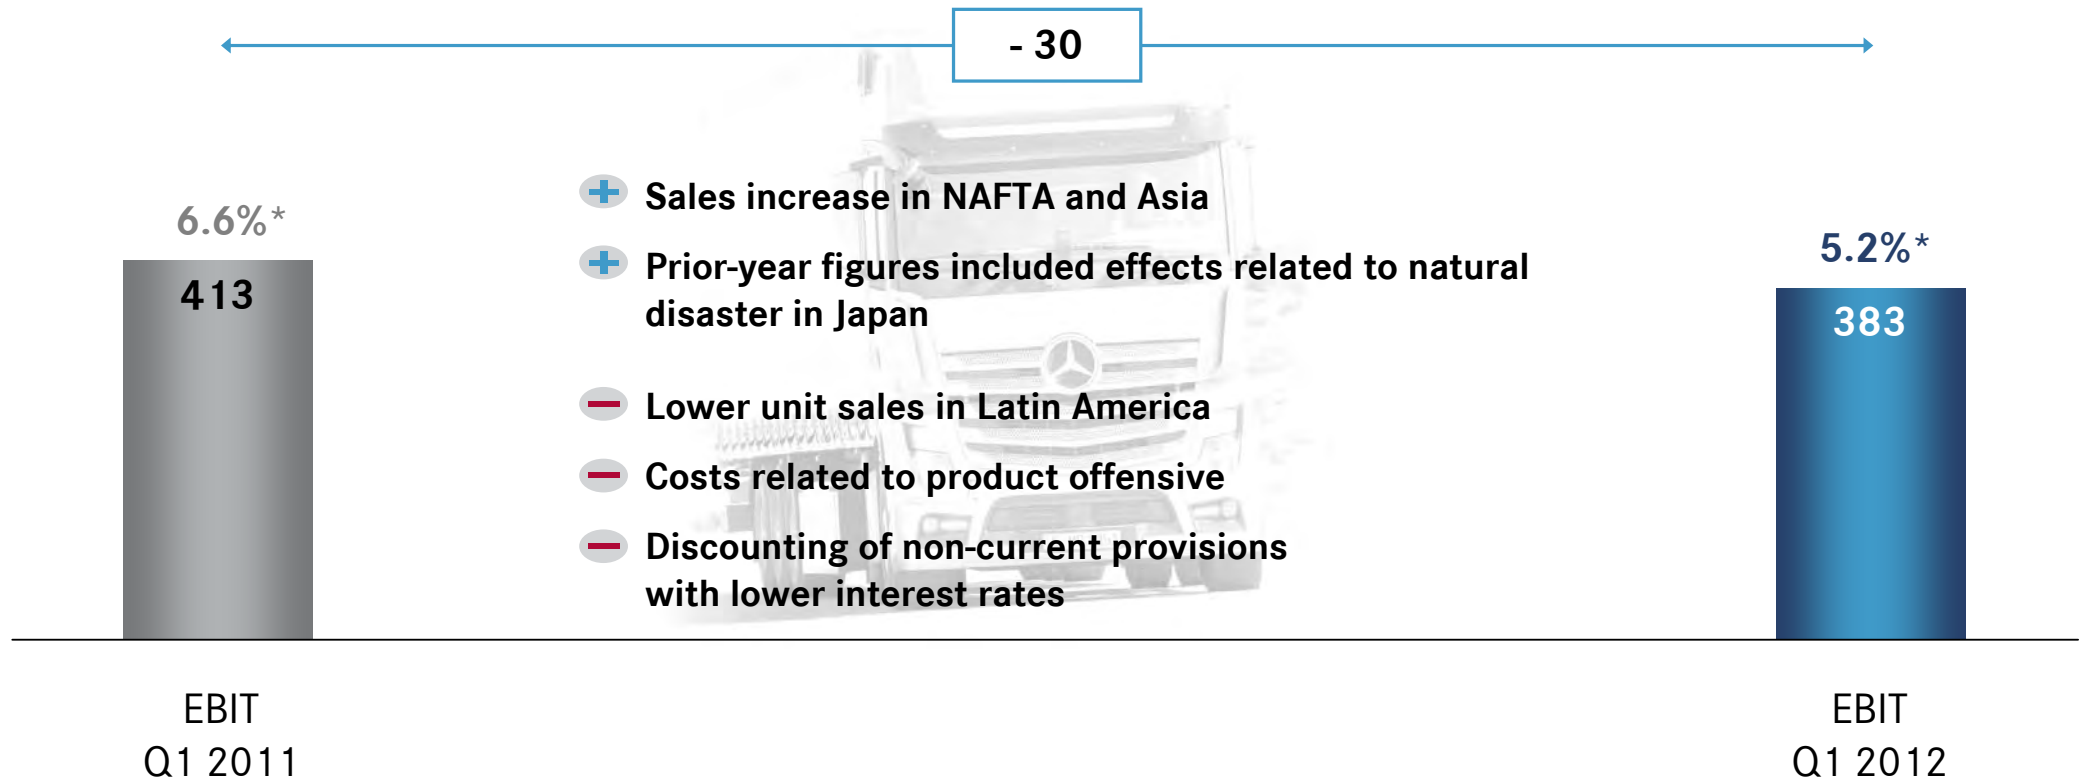 - 30
6.6%*
413
Sales increase in NAFTA and Asia
Prior-year figures included effects related to natural
disaster in Japan
Lower unit sales in Latin America
Costs related to product offensive
Discounting of non-current provisions
with lower interest rates
5.2%*
383
EBIT
Q1 2011
EBIT
Q1 2012